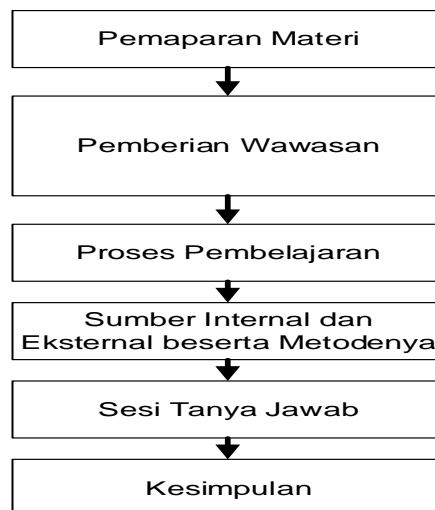 Pemaparan Materi
Pemberian Wawasan
Proses Pembelajaran
Sumber Internal dan
Eksternal beserta Metodenya
Sesi Tanya Jawab
Kesimpulan